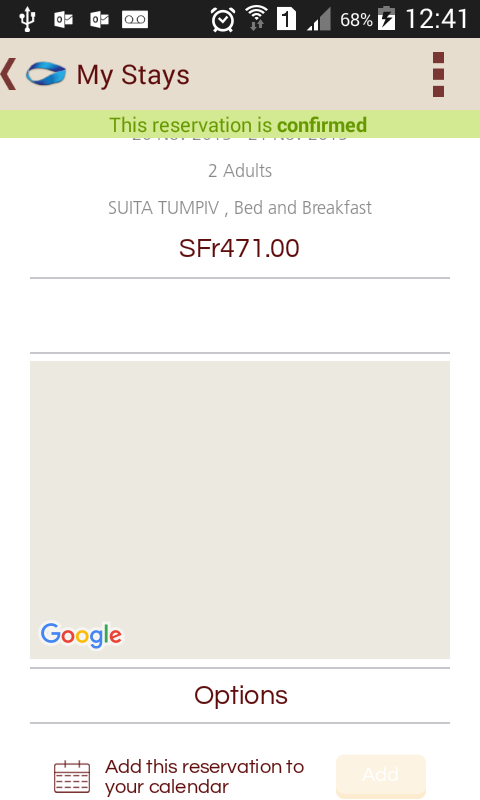 1
68%
12:41
My Stays
This reservation is confirmed
2 Adults
SUITA TUMPIV , Bed and Breakfast
SFr471.00
Google
Options
Add this reservation to
your calendar
Add